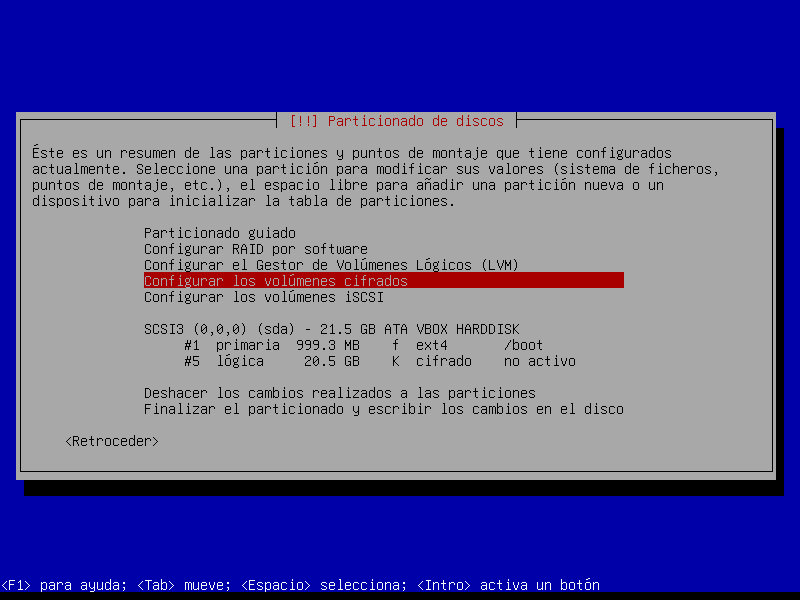 [!!] Particionado de discos
Éste es un resumen de las particiones y puntos de montaje que tiene configurados
actualmente. Seleccione una partición para modificar sus valores (sistema de ficheros,
puntos de montaje, etc.), el espacio libre para añadir una partición nueva o un
dispositivo para inicializar la tabla de particiones.
Particionado guiado
Configurar RAID por software
Configurar el Gestor de Volúmenes Lógicos (LVM)
Configurar los volúmenes cifrados
Configurar los volúmenes iSCSI
SCSI3 (0,0,0) (sda) - 21.5 GB ATA VBOX HARDDISK
#1 primaria 999.3 MB f ext4 /boot
#5 lógica 20.5 GB K cifrado no activo
Deshacer los cambios realizados a las particiones
Finalizar el particionado y escribir los cambios en el disco
<Retroceder>
<F1> para ayuda; <Tab> mueve; <Espacio> selecciona; <Intro> activa un botón